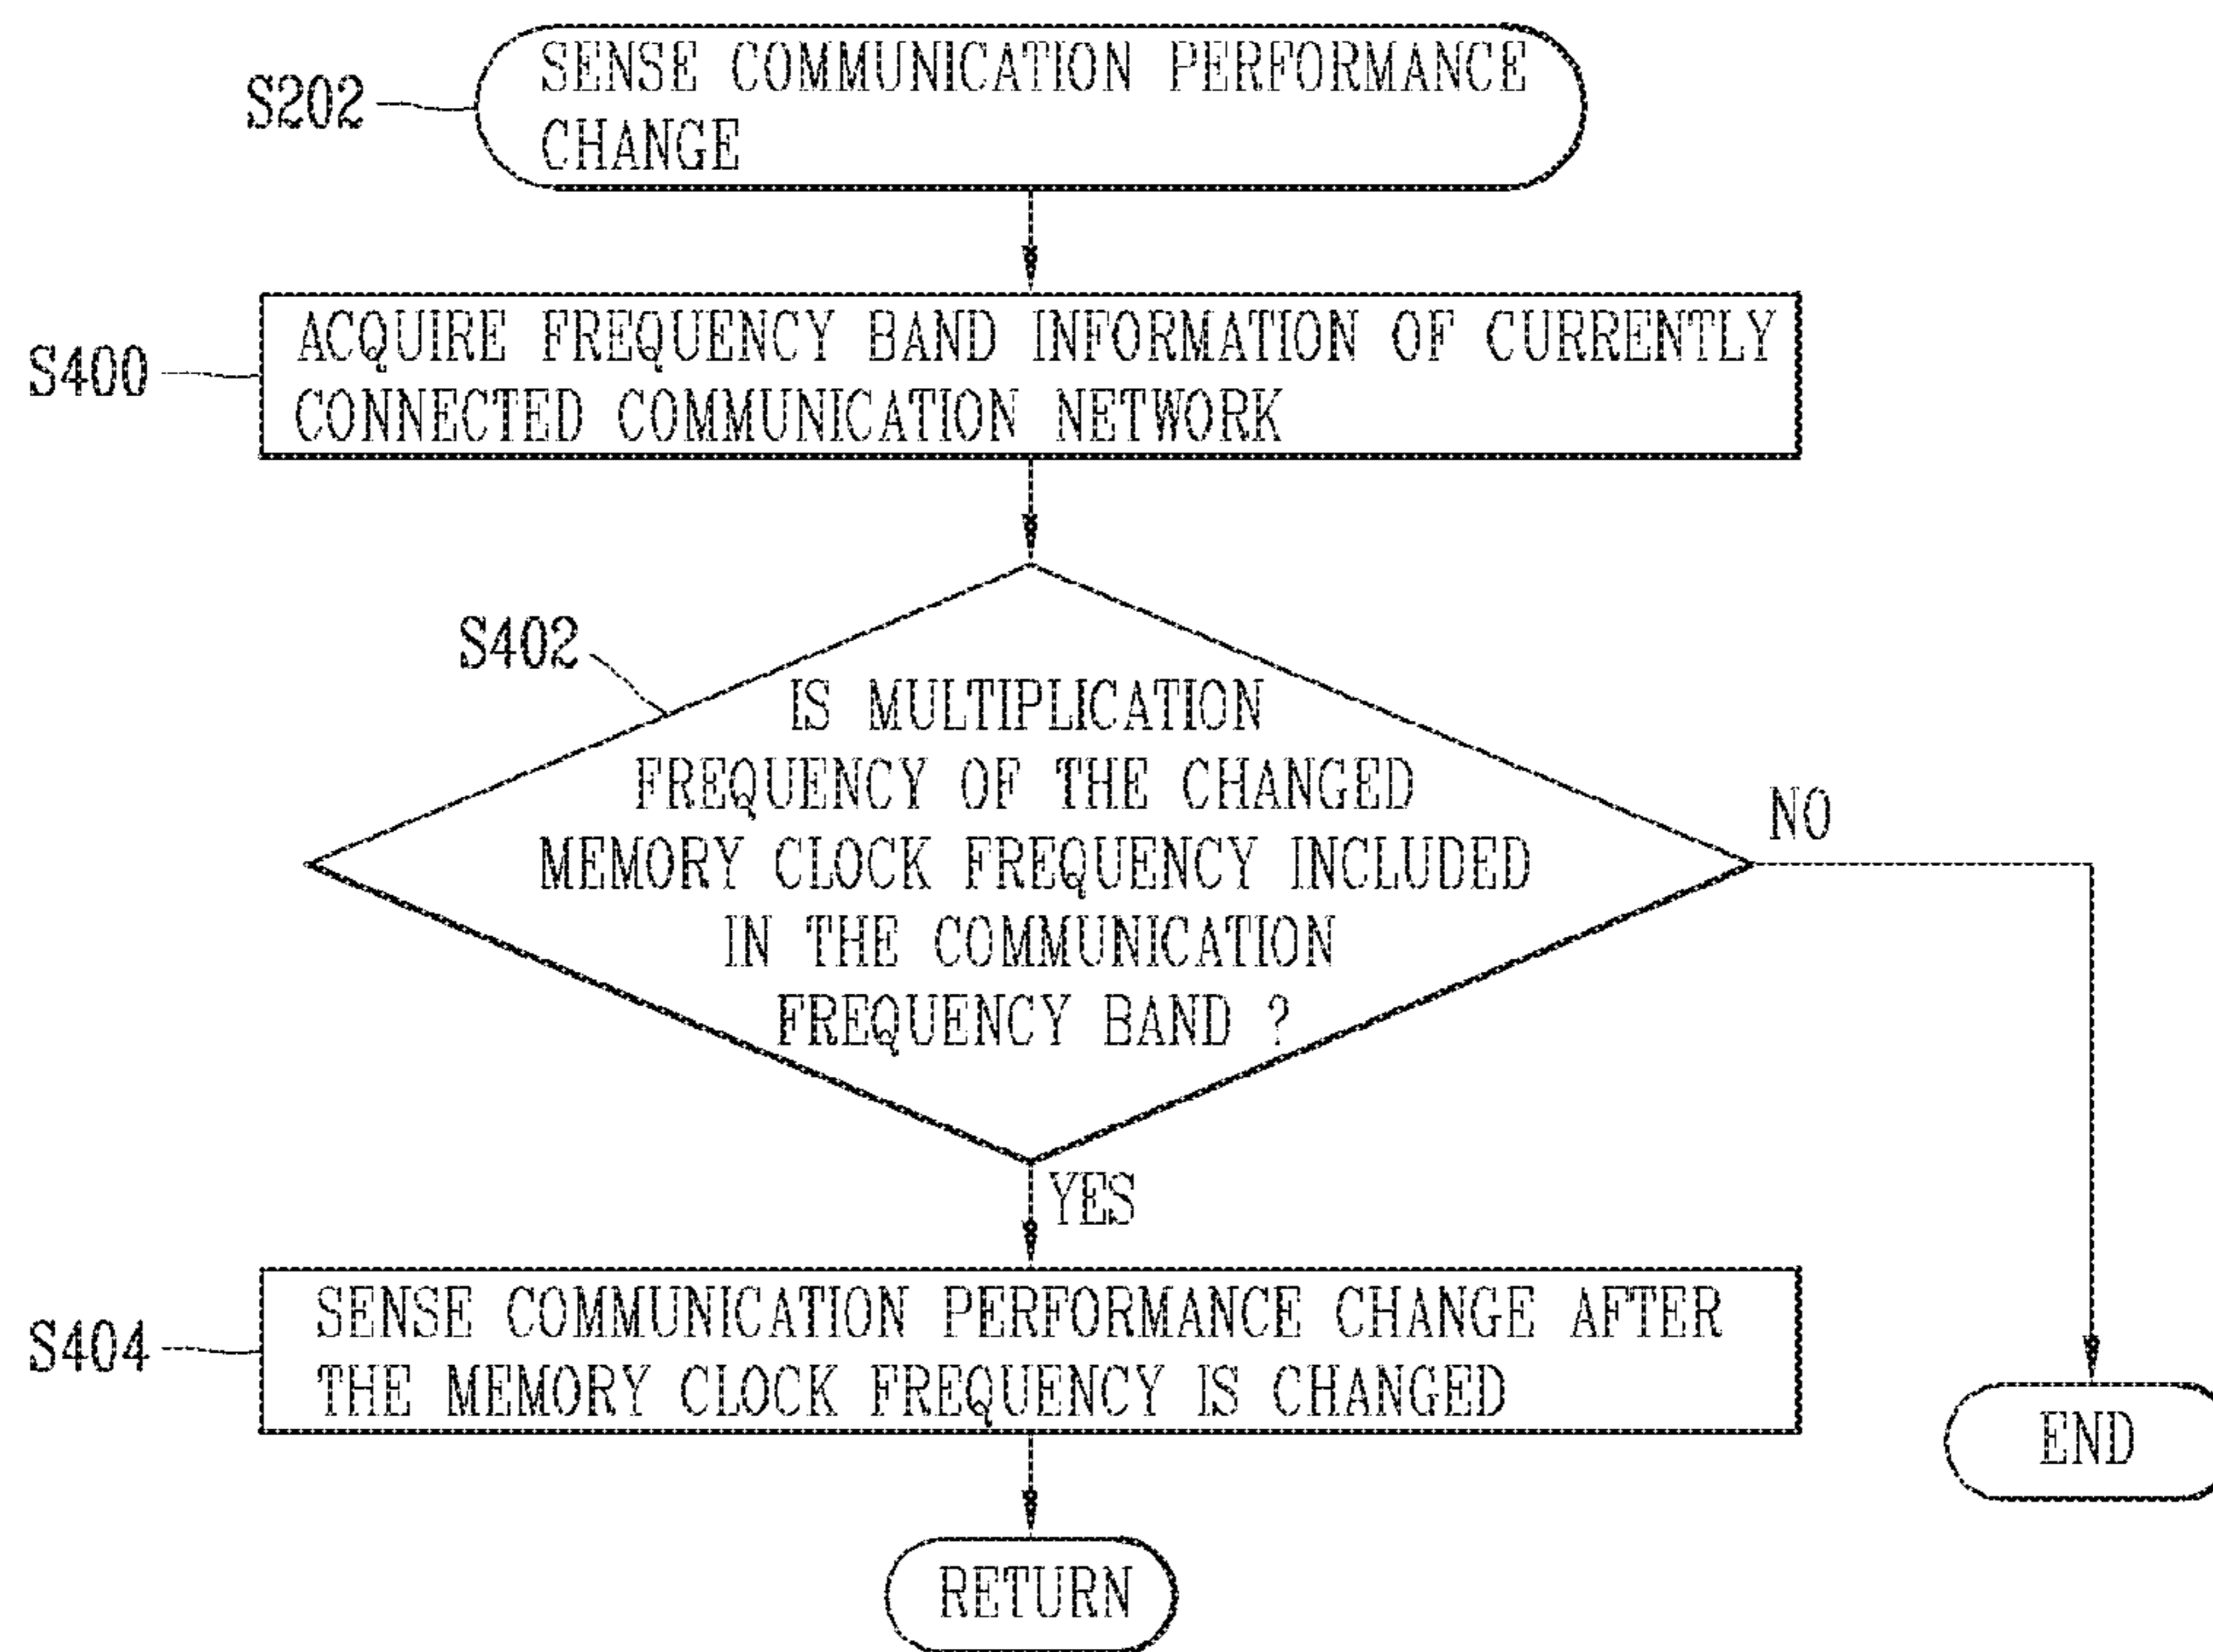 SENSE COMMUNICATION PERFORMANCE
CHANGE
S202
ACQUIRE FREQUENCY BAND INFORMATION OF CURRENTLY
CONNECTED COMMUNICATION NETWORK
S400
S402
IS MULTIPLICATION
FREQUENCY OF THE CHANGED
MEMORY CLOCK FREQUENCY INCLUDED
IN THE COMMUNICATION
FREQUENCY BAND ?
NO
YES
SENSE COMMUNICATION PERFORMANCE CHANGE AFTER
THE MEMORY CLOCK FREQUENCY IS CHANGED
S404
END
RETURN